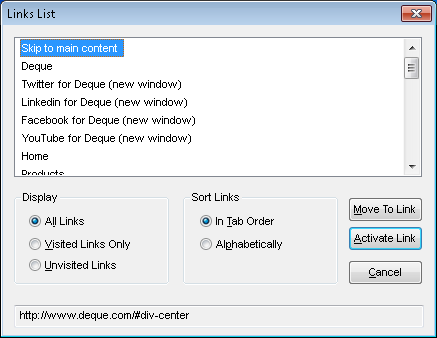 Links List
Skip to main content
Deque
Twitter for Deque (new window)
Linkedin for Deque (new window)
Facebook for Deque (new window)
YouTube for Deque (new window)
Home
Products
Display
All Links
Visited Links Only
Unvisited Links
Sort Links
In Tab Order
Alphabetically
Move To Link
Activate Link
Cancel
http://www.deque.com/#div-center